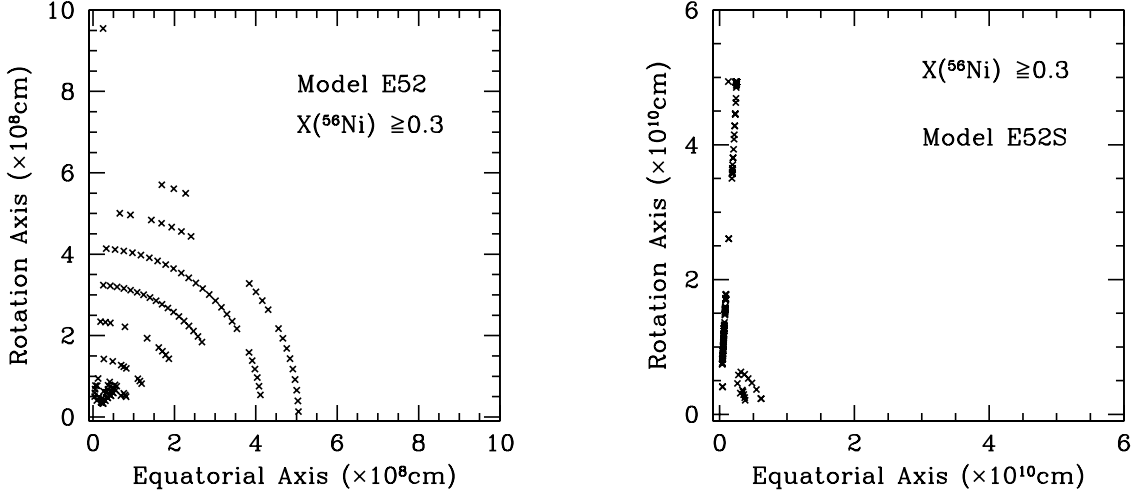 10
8
6
4
2
0
Rotation Axis (×10⁸cm)
Model E52
X(⁵⁶Ni) ≧0.3
0 2 4 6 8 10
Equatorial Axis (×10⁸cm)
6
4
2
0
Rotation Axis (×10¹⁰cm)
X(⁵⁶Ni) ≧0.3
Model E52S
0 2 4 6
Equatorial Axis (×10¹⁰cm)